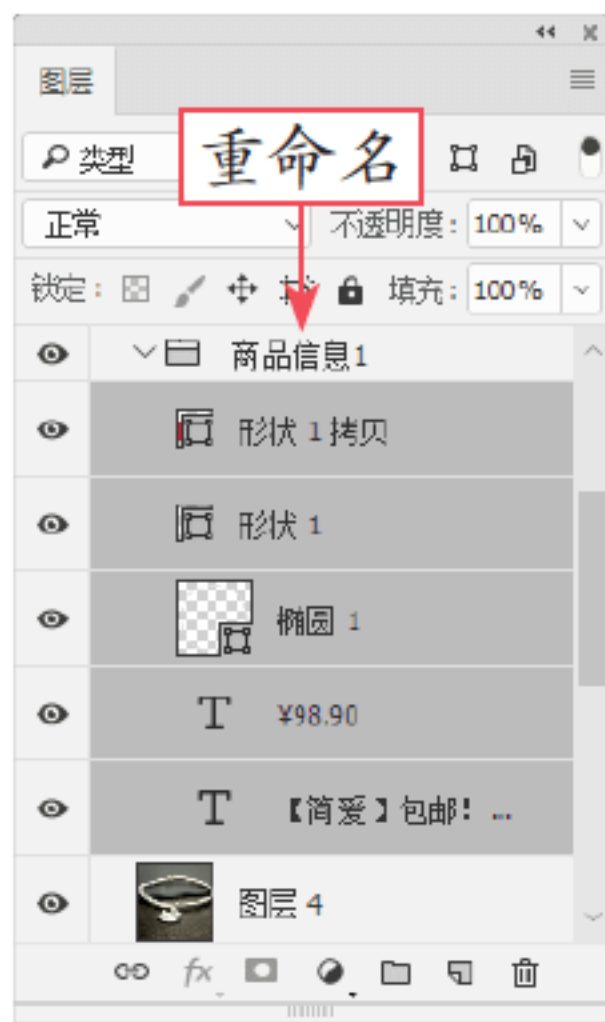 图层
类型
重命名
正常 不透明度: 100%
锁定: 填充: 100%
商品信息1
形状 1 拷贝
形状 1
椭圆 1
T ¥98.90
T 【简爱】包邮! ...
图层 4
fx